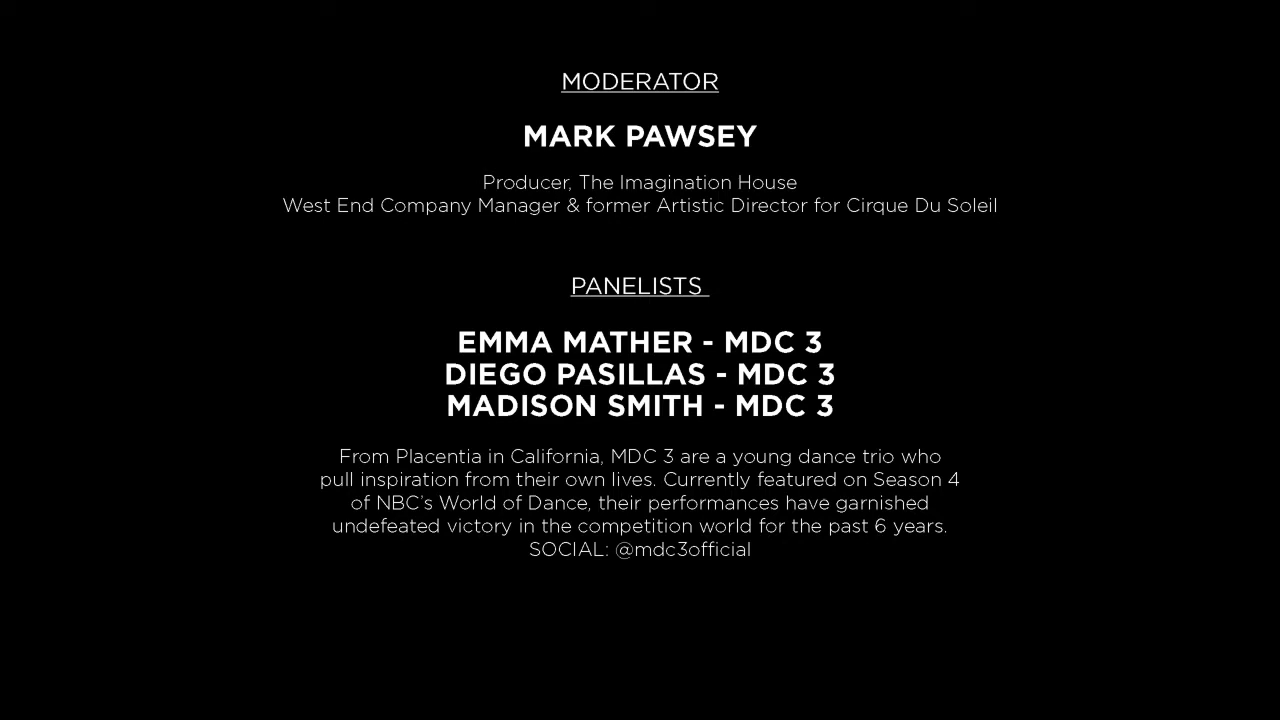 MODERATOR
MARK PAWSEY
Producer, The Imagination House
West End Company Manager & former Artistic Director for Cirque Du Soleil
PANELISTS
EMMA MATHER - MDC 3
DIEGO PASILLAS - MDC 3
MADISON SMITH - MDC 3
From Placentia in California, MDC 3 are a young dance trio who
pull inspiration from their own lives. Currently featured on Season 4
of NBC’s World of Dance, their performances have garnished
undefeated victory in the competition world for the past 6 years.
SOCIAL: @mdc3official